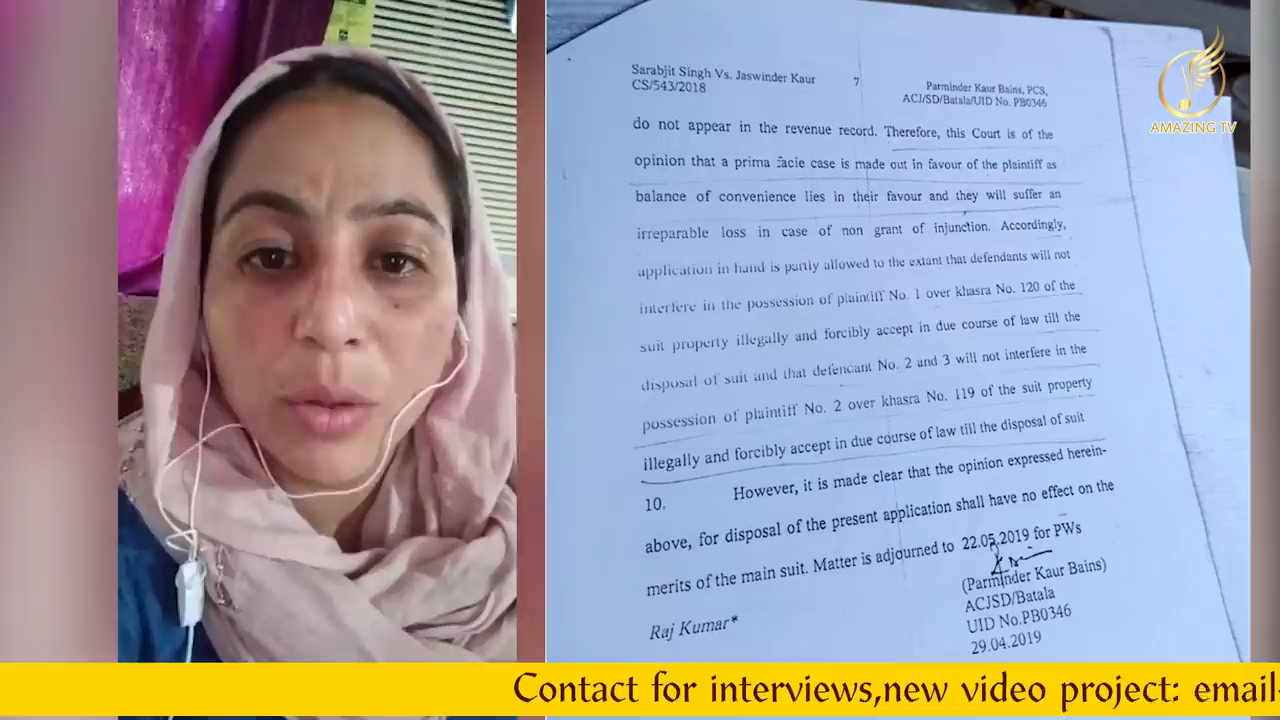 Sarabjit Singh Vs. Jaswinder Kaur
CS/543/2018
7
Parminder Kaur Bains, PCS,
ACJ/SD/Batala/UID No. PB0346
AMAZING TV
do not appear in the revenue record. Therefore, this Court is of the
opinion that a prima facie case is made out in favour of the plaintiff as
balance of convenience lies in their favour and they will suffer an
irreparable loss in case of non grant of injunction. Accordingly,
application in hand is partly allowed to the extant that defendants will not
interfere in the possession of plaintiff No. 1 over khasra No. 120 of the
suit property illegally and forcibly accept in due course of law till the
disposal of suit and that defencant No. 2 and 3 will not interfere in the
possession of plaintiff No. 2 over khasra No. 119 of the suit property
illegally and forcibly accept in due course of law till the disposal of suit
10. However, it is made clear that the opinion expressed herein-
above, for disposal of the present application shall have no effect on the
merits of the main suit. Matter is adjourned to 22.05.2019 for PWs
(Parminder Kaur Bains)
ACJSD/Batala
UID No.PB0346
29.04.2019
Raj Kumar*
Contact for interviews,new video project: email-